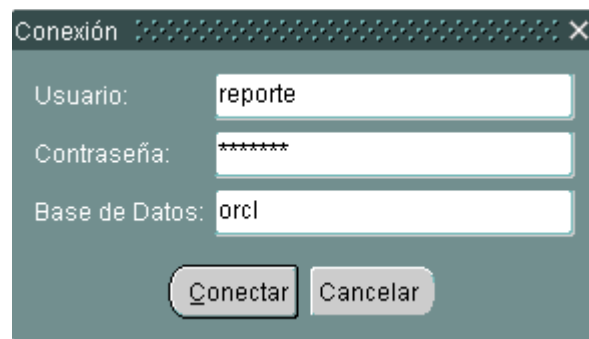 Conexión
Usuario: reporte
Contraseña: *******
Base de Datos: orcl
Conectar Cancelar